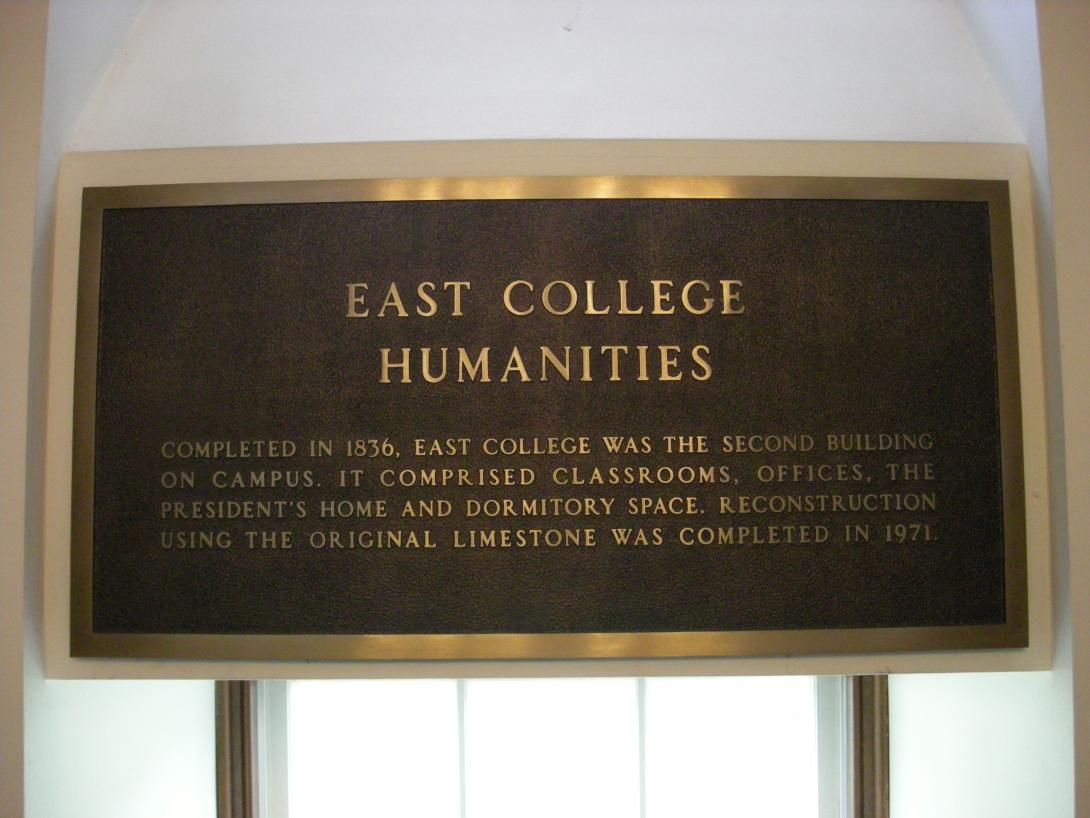 EAST COLLEGE
HUMANITIES
COMPLETED IN 1836, EAST COLLEGE WAS THE SECOND BUILDING
ON CAMPUS. IT COMPRISED CLASSROOMS, OFFICES, THE
PRESIDENT'S HOME AND DORMITORY SPACE. RECONSTRUCTION
USING THE ORIGINAL LIMESTONE WAS COMPLETED IN 1971.